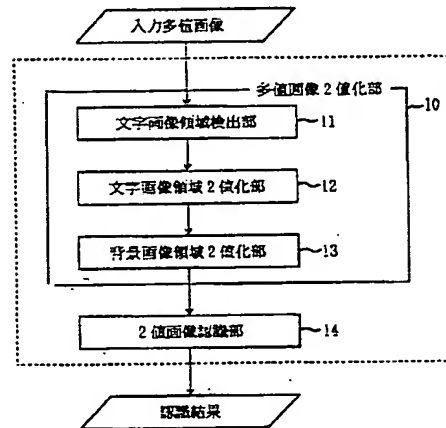 入力多値画像
多値画像2値化部
10
文字画像領域検出部
11
文字画像領域2値化部
12
背景画像領域2値化部
13
2値画像認識部
14
認識結果